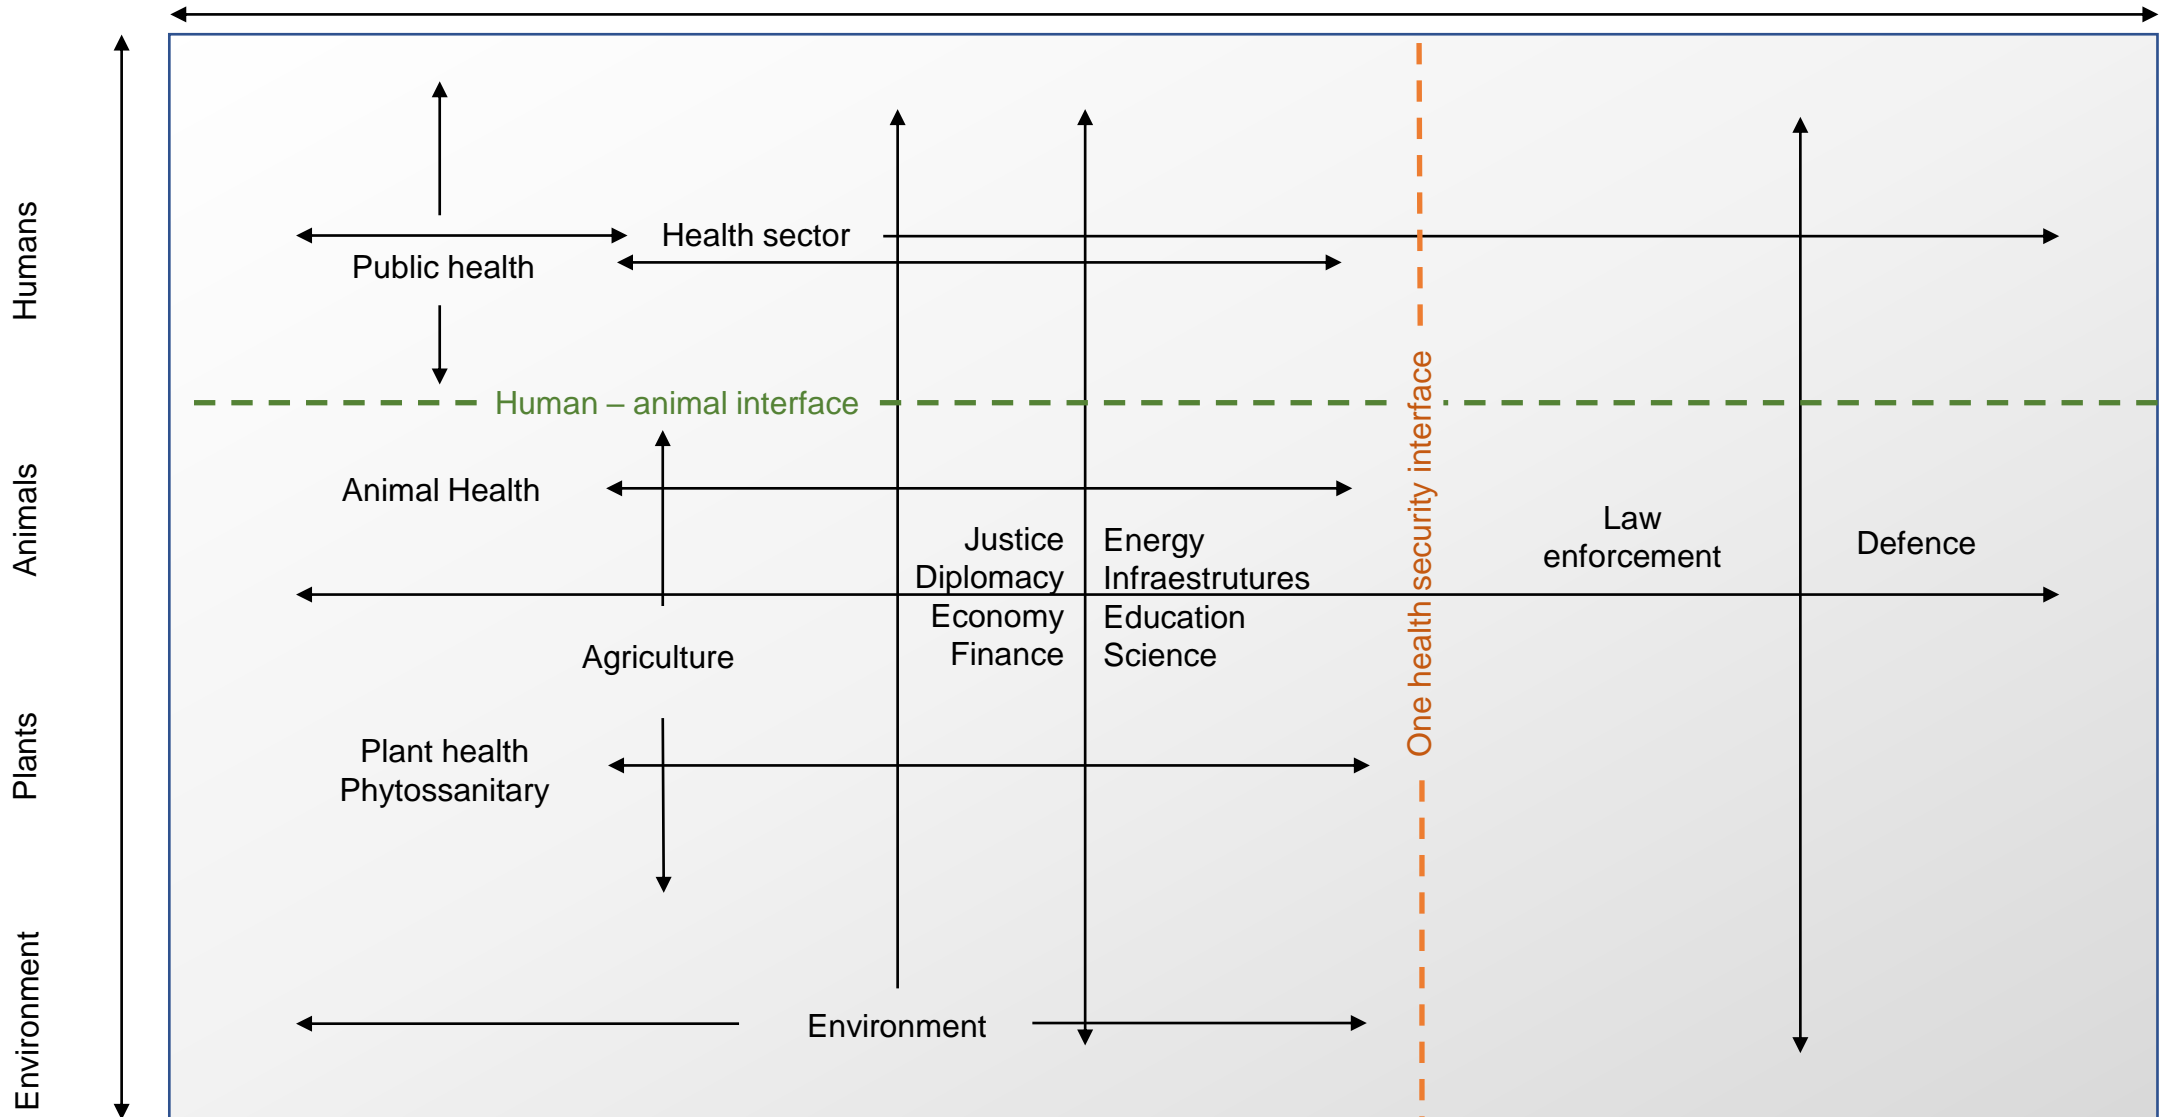 Humans
Health sector
Public health
Human – animal interface
Animals
Animal Health
One health security interface
Justice
Diplomacy
Economy
Finance
Energy
Infraestrutures
Education
Science
Law
enforcement
Defence
Agriculture
Plants
Plant health
Phytossanitary
Environment
Environment